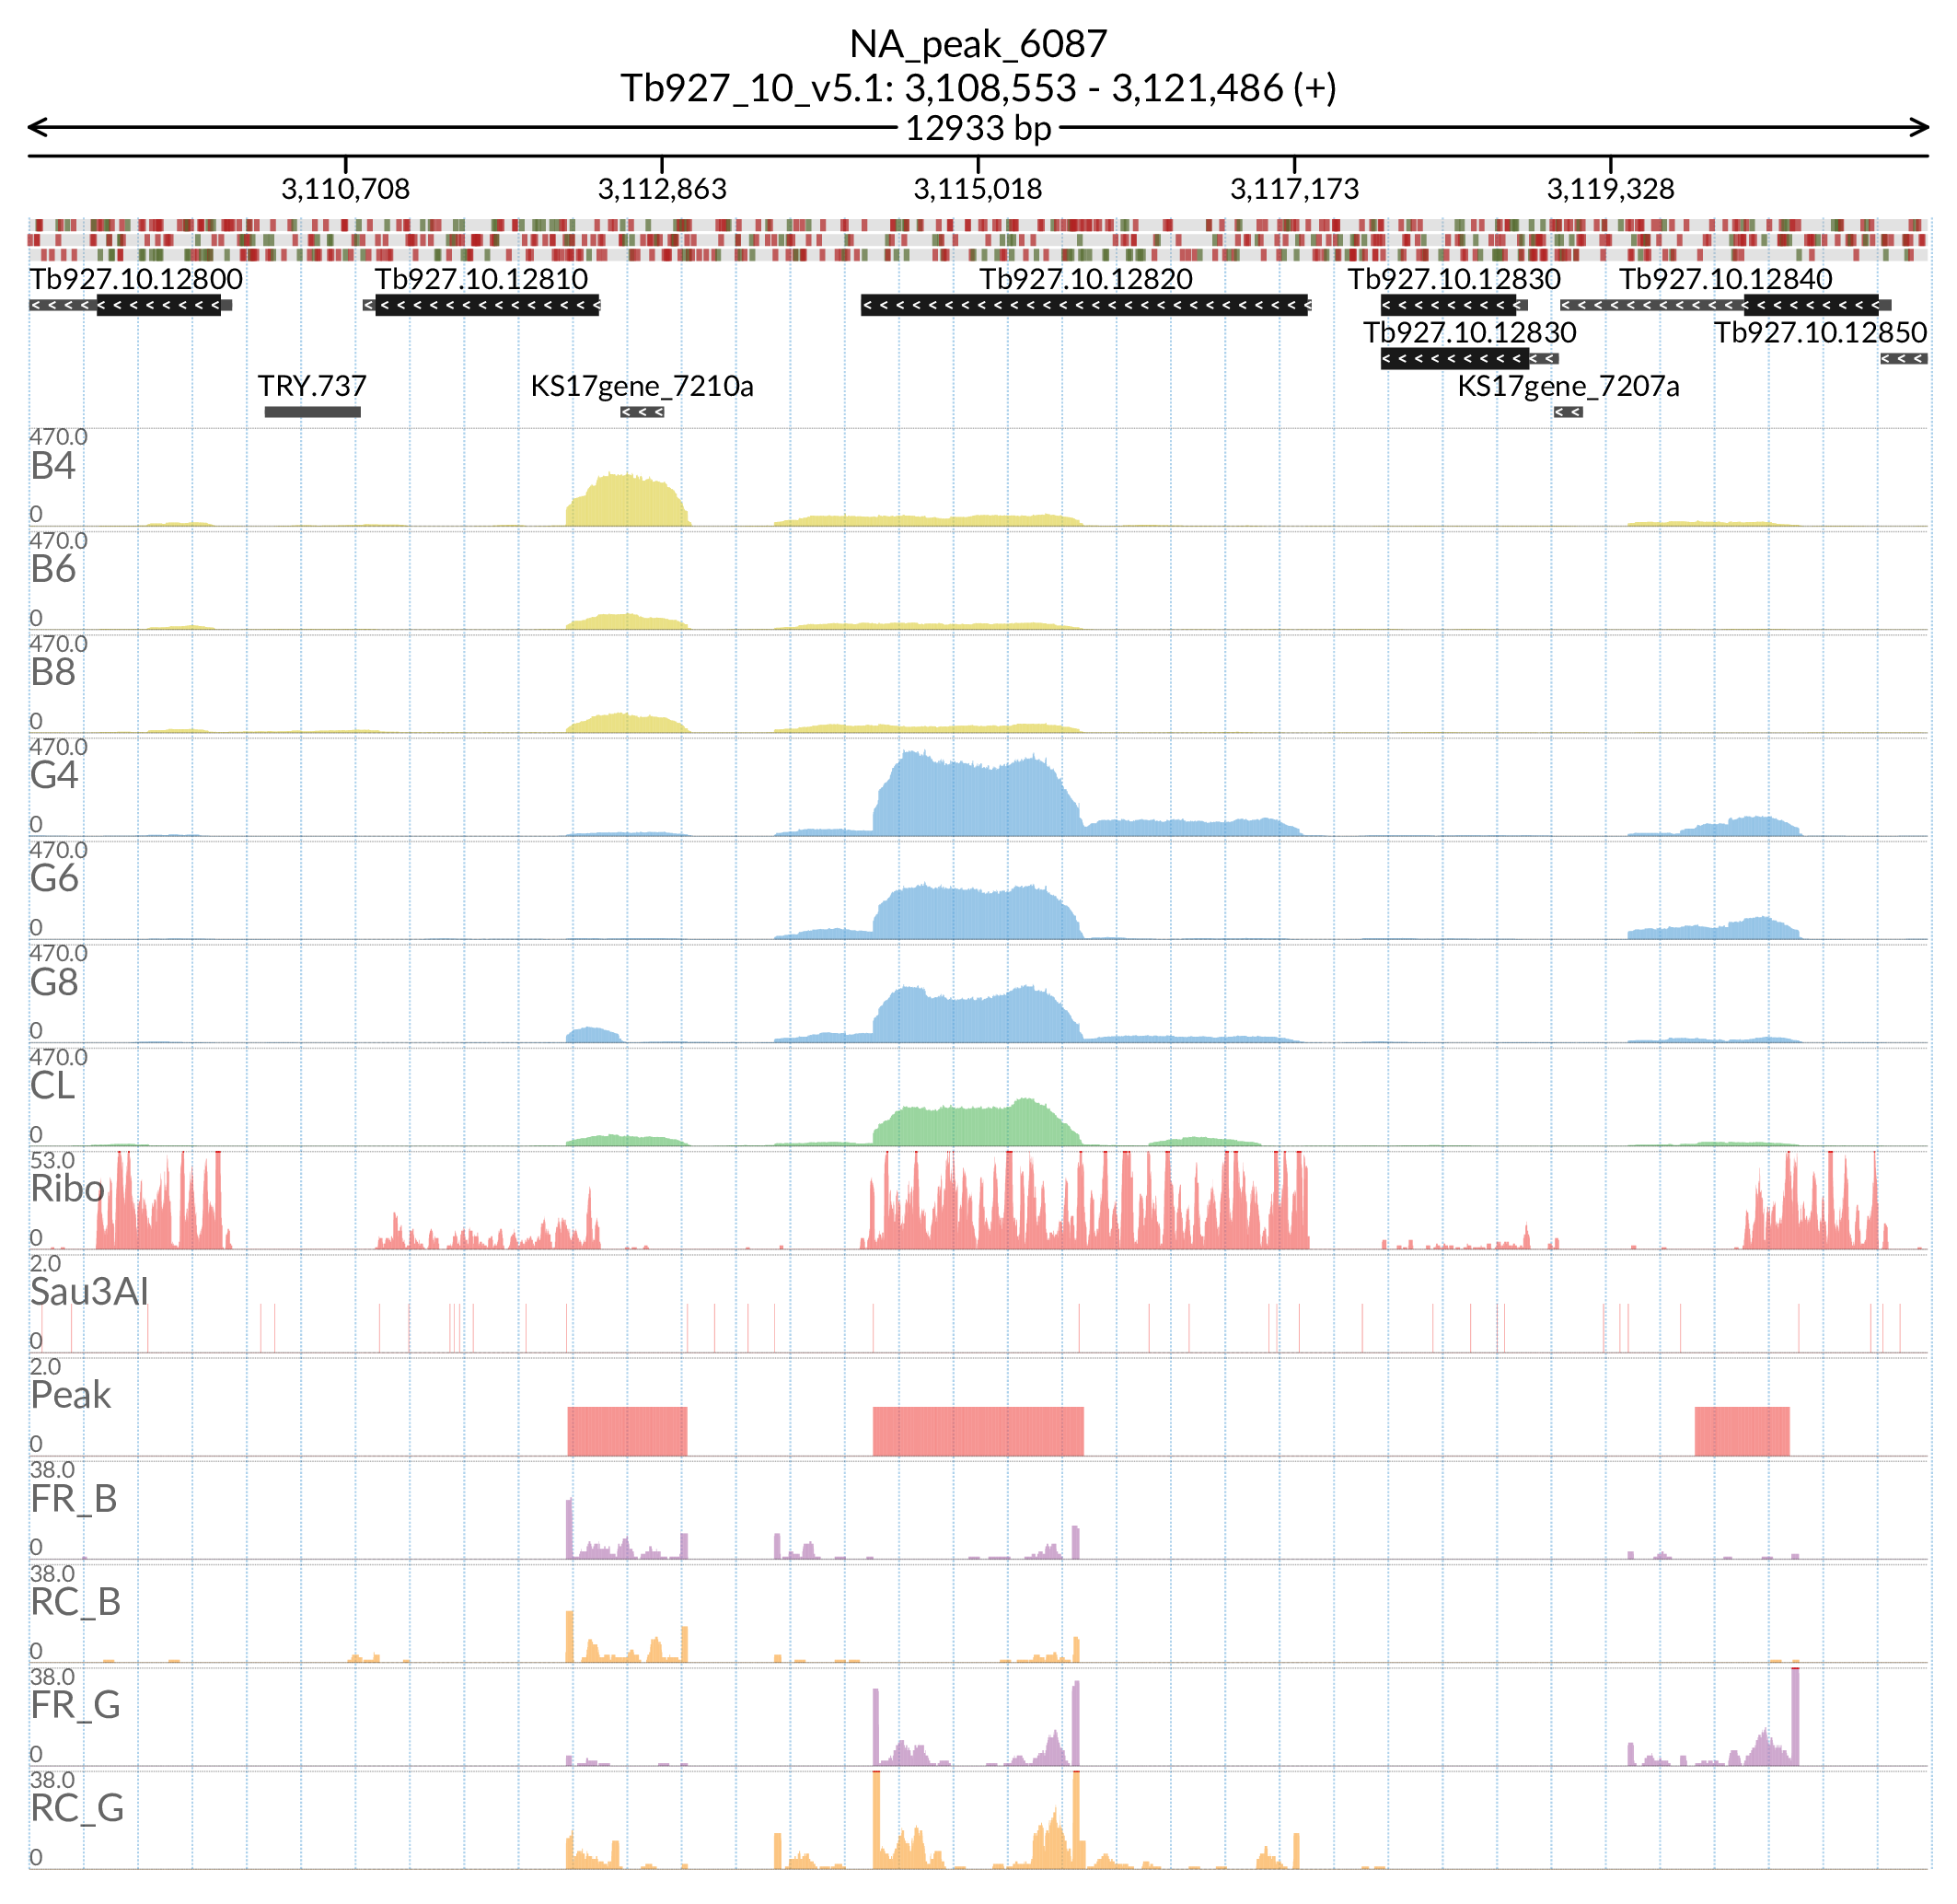 NA_peak_6087
Tb927_10_v5.1: 3,108,553 - 3,121,486 (+)
12933 bp
3,110,708 3,112,863 3,115,018 3,117,173 3,119,328
Tb927.10.12800 Tb927.10.12810 Tb927.10.12820 Tb927.10.12830 Tb927.10.12840
Tb927.10.12830 Tb927.10.12850
TRY.737 KS17gene_7210a KS17gene_7207a
470.0
B4
0
470.0
B6
0
470.0
B8
0
470.0
G4
0
470.0
G6
0
470.0
G8
0
470.0
CL
0
53.0
Ribo
0
2.0
Sau3AI
0
2.0
Peak
0
38.0
FR_B
0
38.0
RC_B
0
38.0
FR_G
0
38.0
RC_G
0